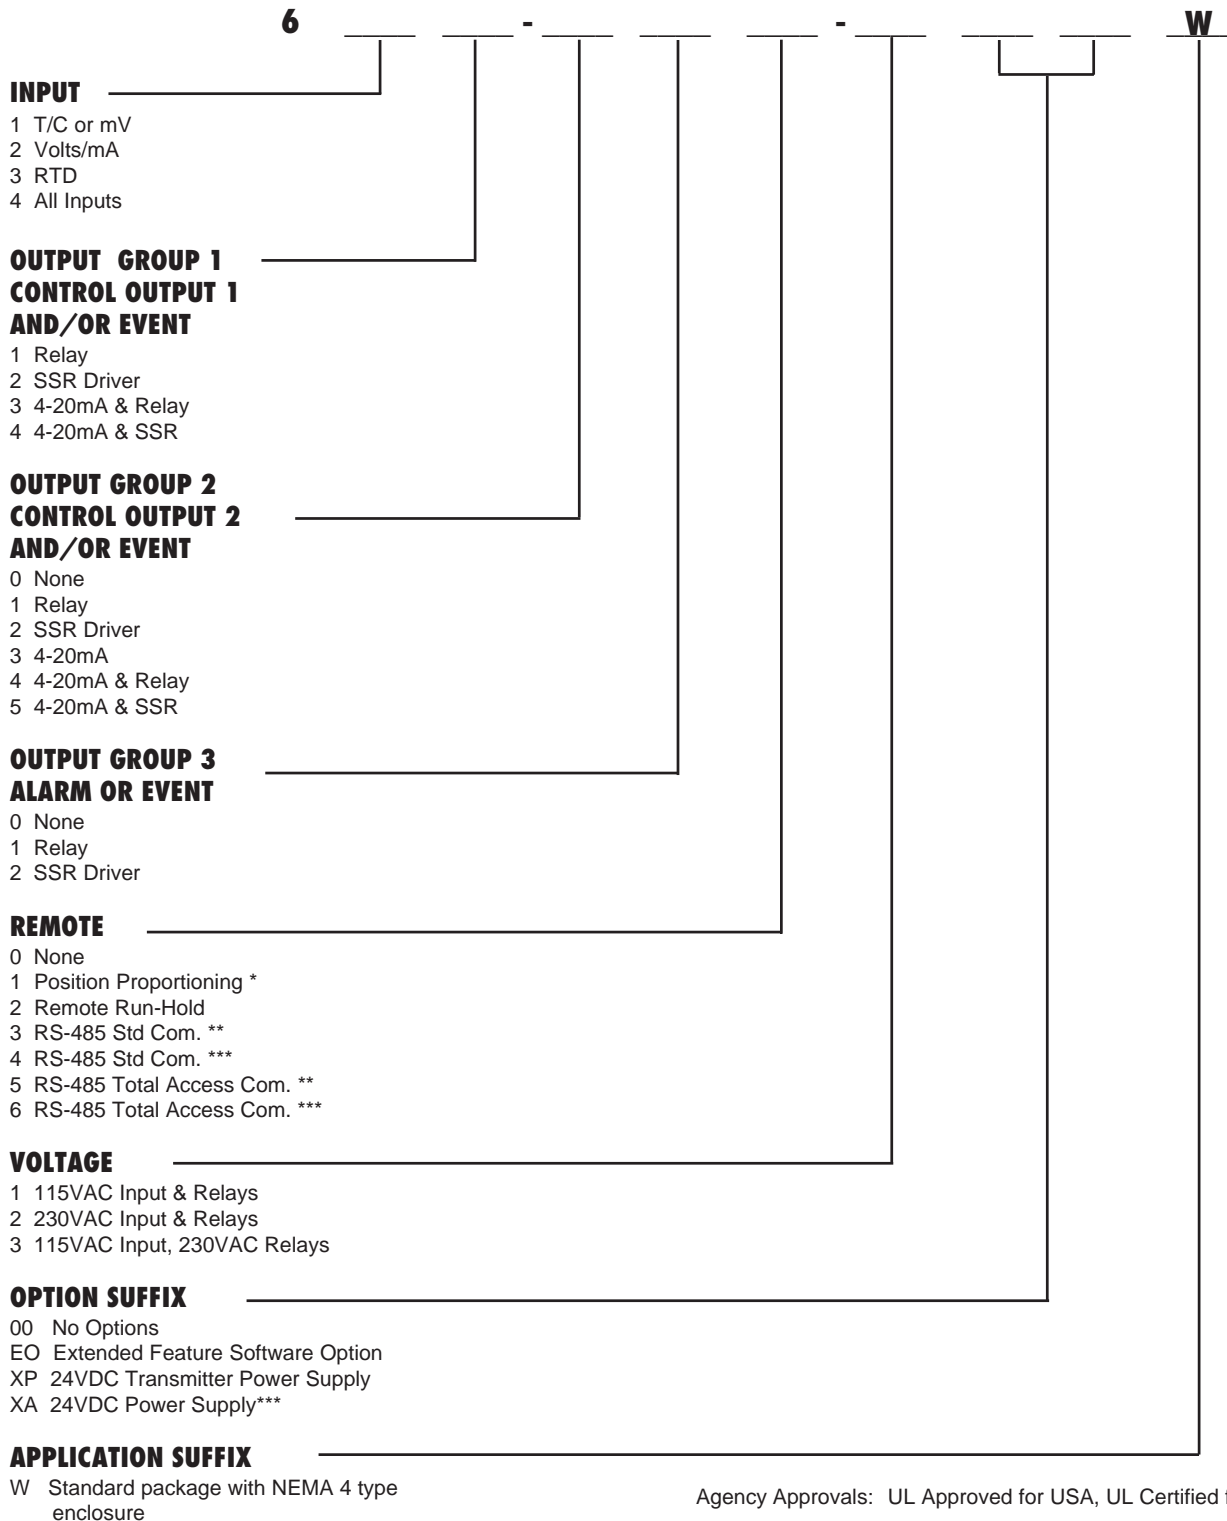 6 ____ ____ - ____ ____ ____ - ____ ____ ____ W
INPUT
1 T/C or mV
2 Volts/mA
3 RTD
4 All Inputs
OUTPUT GROUP 1
CONTROL OUTPUT 1
AND/OR EVENT
1 Relay
2 SSR Driver
3 4-20mA & Relay
4 4-20mA & SSR
OUTPUT GROUP 2
CONTROL OUTPUT 2
AND/OR EVENT
0 None
1 Relay
2 SSR Driver
3 4-20mA
4 4-20mA & Relay
5 4-20mA & SSR
OUTPUT GROUP 3
ALARM OR EVENT
0 None
1 Relay
2 SSR Driver
REMOTE
0 None
1 Position Proportioning *
2 Remote Run-Hold
3 RS-485 Std Com. **
4 RS-485 Std Com. ***
5 RS-485 Total Access Com. **
6 RS-485 Total Access Com. ***
VOLTAGE
1 115VAC Input & Relays
2 230VAC Input & Relays
3 115VAC Input, 230VAC Relays
OPTION SUFFIX
00 No Options
EO Extended Feature Software Option
XP 24VDC Transmitter Power Supply
XA 24VDC Power Supply***
APPLICATION SUFFIX
W Standard package with NEMA 4 type
enclosure
Agency Approvals: UL Approved for USA, UL Certified